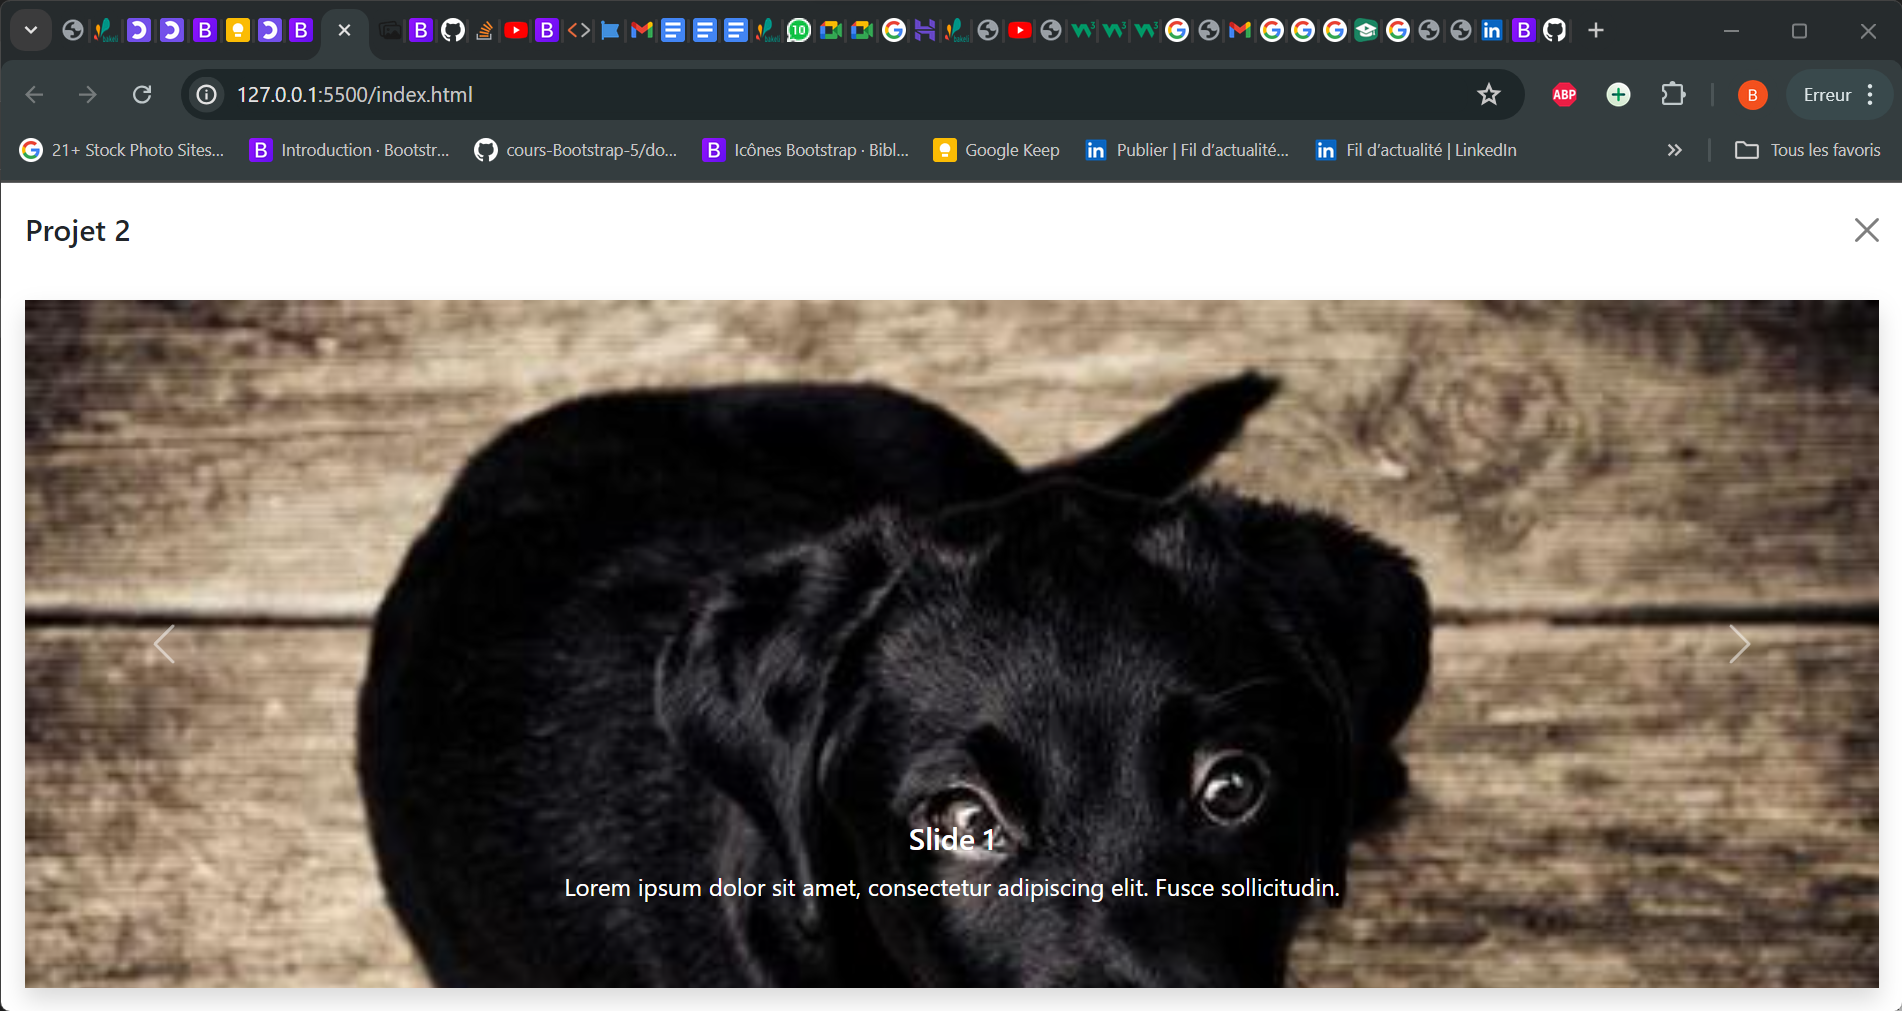 127.0.0.1:5500/index.html
ABP
B
Erreur
21+ Stock Photo Sites...
B
Introduction · Bootstr...
cours-Bootstrap-5/do...
B
Icônes Bootstrap · Bibl...
Google Keep
in
Publier | Fil d'actualité...
in
Fil d'actualité | LinkedIn
Tous les favoris
Projet 2
Slide 1
Lorem ipsum dolor sit amet, consectetur adipiscing elit. Fusce sollicitudin.